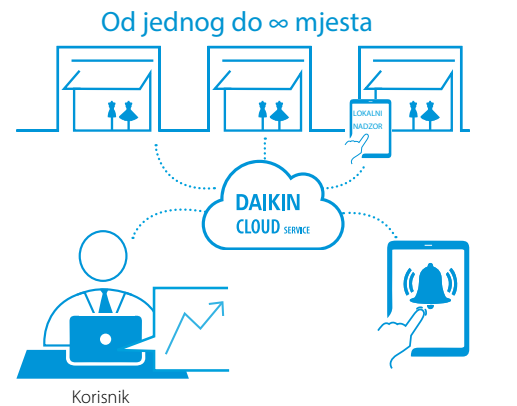 Od jednog do ∞ mjesta
LOKALNI
NADZOR
DAIKIN
CLOUD SERVICE
Korisnik